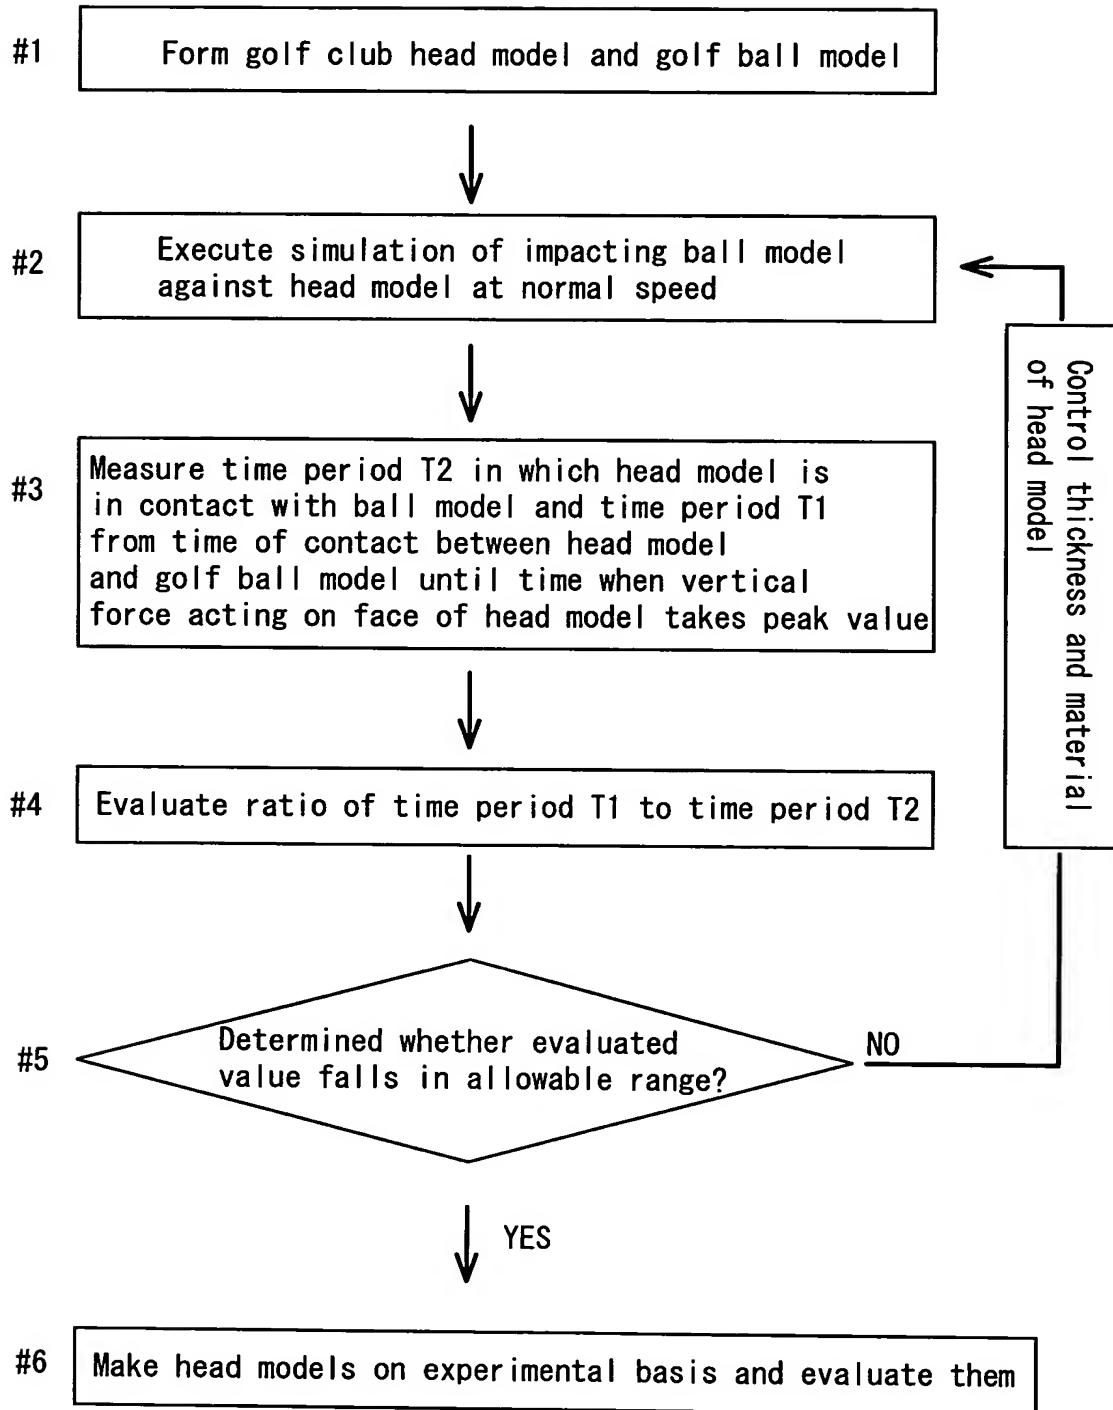 #1
Form golf club head model and golf ball model
#2
Execute simulation of impacting ball model
against head model at normal speed
#3
Measure time period T2 in which head model is
in contact with ball model and time period T1
from time of contact between head model
and golf ball model until time when vertical
force acting on face of head model takes peak value
#4
Evaluate ratio of time period T1 to time period T2
#5
Determined whether evaluated
value falls in allowable range?
NO
Control thickness and material
of head model
YES
#6
Make head models on experimental basis and evaluate them